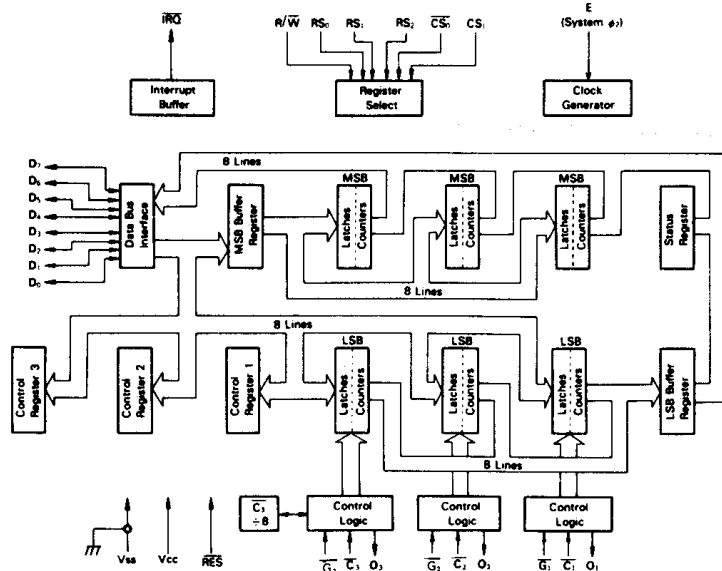 IRQ
R/W RS₀ RS₁ RS₂ CS₀ CS₁
E
(System φ₂)
Interrupt
Buffer
Register
Select
Clock
Generator
8 Lines
D₇
D₆
D₅
D₄
D₃
D₂
D₁
D₀
Data Bus
Interface
MSB Buffer
Register
MSB
Latches
Counters
MSB
Latches
Counters
MSB
Latches
Counters
Status
Register
8 Lines
8 Lines
Control
Register 3
Control
Register 2
Control
Register 1
LSB
Latches
Counters
LSB
Latches
Counters
LSB
Latches
Counters
LSB Buffer
Register
8 Lines
C₃
÷8
Control
Logic
Control
Logic
Control
Logic
Vss
Vcc
RES
C₃ O₃
G₂ C₂ O₃
G₁ C₁ O₁